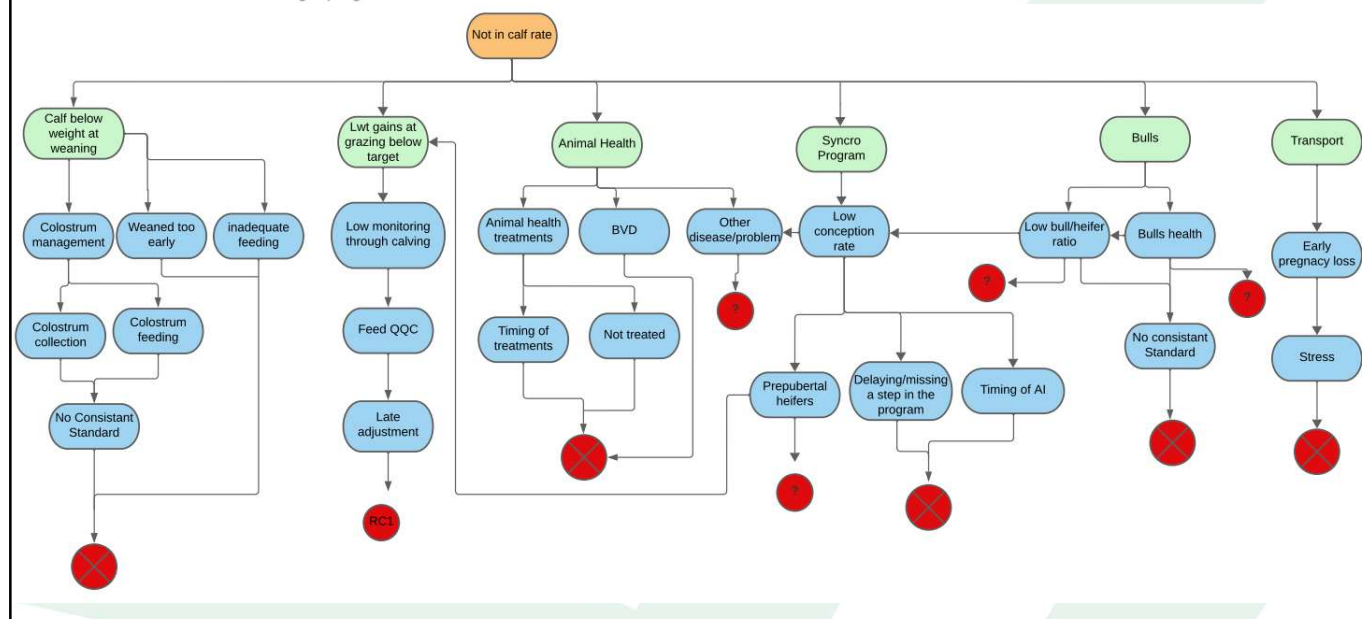 Not in calf rate
Calf below
weight at
weaning
Lwt gains at
grazing below
target
Animal Health
Syncro
Program
Bulls
Transport
Colostrum
management
Weaned too
early
inadequate
feeding
Low monitoring
through calving
Animal health
treatments
BVD
Other
disease/problem
Low
conception
rate
Low bull/heifer
ratio
Bulls health
Early
pregnacy loss
?
?
?
Colostrum
collection
Colostrum
feeding
Feed QQC
Timing of
treatments
Not treated
No consistant
Standard
Stress
Prepubertal
heifers
Delaying/missing
a step in the
program
Timing of AI
No Consistant
Standard
Late
adjustment
?
RC1